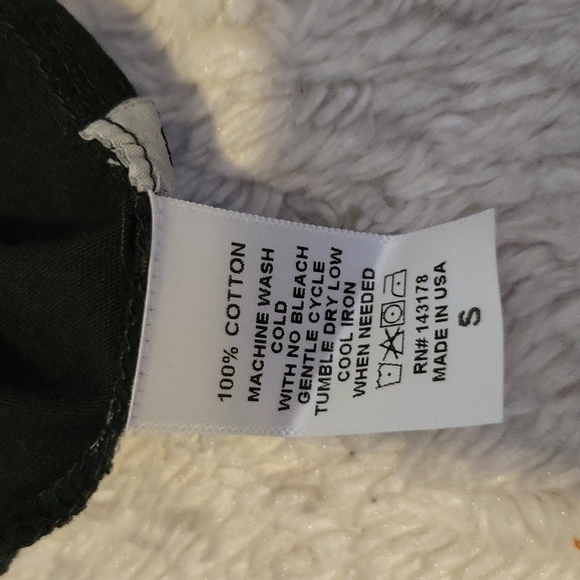 100% COTTON
MACHINE WASH
COLD
WITH NO BLEACH
GENTLE CYCLE
TUMBLE DRY LOW
COOL IRON
WHEN NEEDED
RN# 143178
MADE IN USA
S